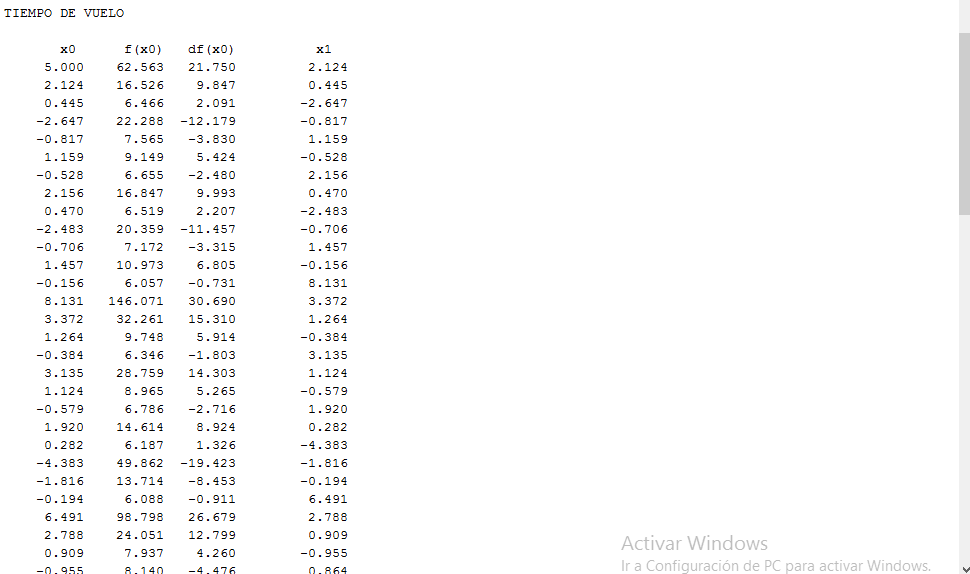 TIEMPO DE VUELO
x0 f(x0) df(x0) x1
5.000 62.563 21.750 2.124
2.124 16.526 9.847 0.445
0.445 6.466 2.091 -2.647
-2.647 22.288 -12.179 -0.817
-0.817 7.565 -3.830 1.159
1.159 9.149 5.424 -0.528
-0.528 6.655 -2.480 2.156
2.156 16.847 9.993 0.470
0.470 6.519 2.207 -2.483
-2.483 20.359 -11.457 -0.706
-0.706 7.172 -3.315 1.457
1.457 10.973 6.805 -0.156
-0.156 6.057 -0.731 8.131
8.131 146.071 30.690 3.372
3.372 32.261 15.310 1.264
1.264 9.748 5.914 -0.384
-0.384 6.346 -1.803 3.135
3.135 28.759 14.303 1.124
1.124 8.965 5.265 -0.579
-0.579 6.786 -2.716 1.920
1.920 14.614 8.924 0.282
0.282 6.187 1.326 -4.383
-4.383 49.862 -19.423 -1.816
-1.816 13.714 -8.453 -0.194
-0.194 6.088 -0.911 6.491
6.491 98.798 26.679 2.788
2.788 24.051 12.799 0.909
0.909 7.937 4.260 -0.955
-0.955 8.140 -4.476 0.864
Activar Windows
Ir a Configuración de PC para activar Windows.